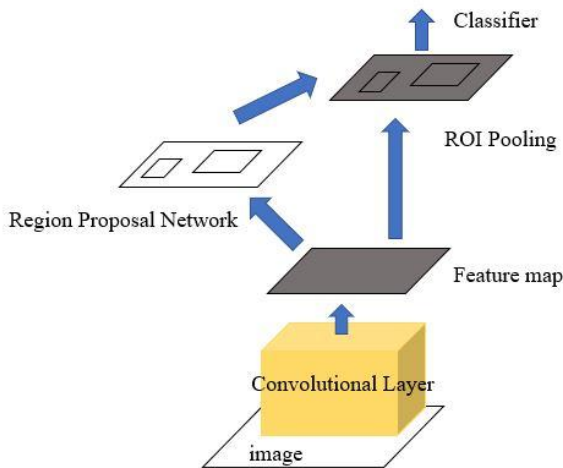 Classifier
ROI Pooling
Region Proposal Network
Feature map
Convolutional Layer
image